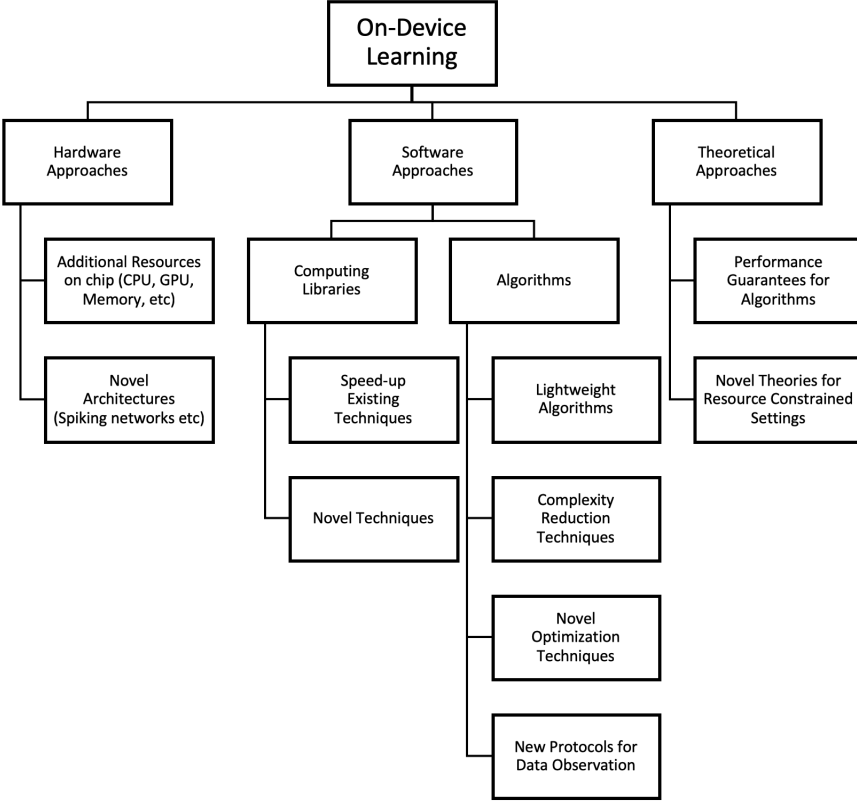 On-Device
Learning
Hardware
Approaches
Software
Approaches
Theoretical
Approaches
Additional Resources
on chip (CPU, GPU,
Memory, etc)
Novel
Architectures
(Spiking networks etc)
Computing
Libraries
Speed-up
Existing
Techniques
Novel Techniques
Algorithms
Lightweight
Algorithms
Complexity
Reduction
Techniques
Novel
Optimization
Techniques
New Protocols for
Data Observation
Performance
Guarantees for
Algorithms
Novel Theories for
Resource Constrained
Settings